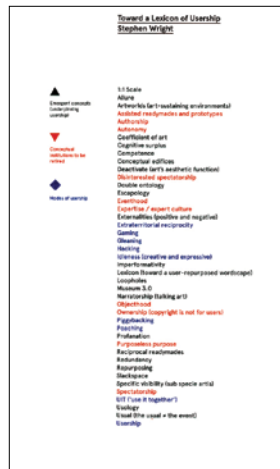 Toward a Lexicon of Usership
Stephen Wright
Emergent concepts
(underpinning
usership)
Conceptual
institutions to be
retired
Modes of usership
1:1 Scale
Allure
Artworlds (art-sustaining environments)
Assisted readymades and prototypes
Authorship
Autonomy
Coefficient of art
Cognitive surplus
Competence
Conceptual edifices
Deactivate (art's aesthetic function)
Disinterested spectatorship
Double ontology
Escapology
Eventhood
Expertise / expert culture
Externalities (positive and negative)
Extraterritorial reciprocity
Gaming
Gleaning
Hacking
Idleness (creative and expressive)
Imperformativity
Lexicon (toward a user-repurposed wordscape)
Loopholes
Museum 3.0
Narratorship (talking art)
Objecthood
Ownership (copyright is not for users)
Piggybacking
Poaching
Profanation
Purposeless purpose
Reciprocal readymades
Redundancy
Repurposing
Slackspace
Specific visibility (sub specie artis)
Spectatorship
UIT ('use it together')
Usology
Usual (the usual ≠ the event)
Usership